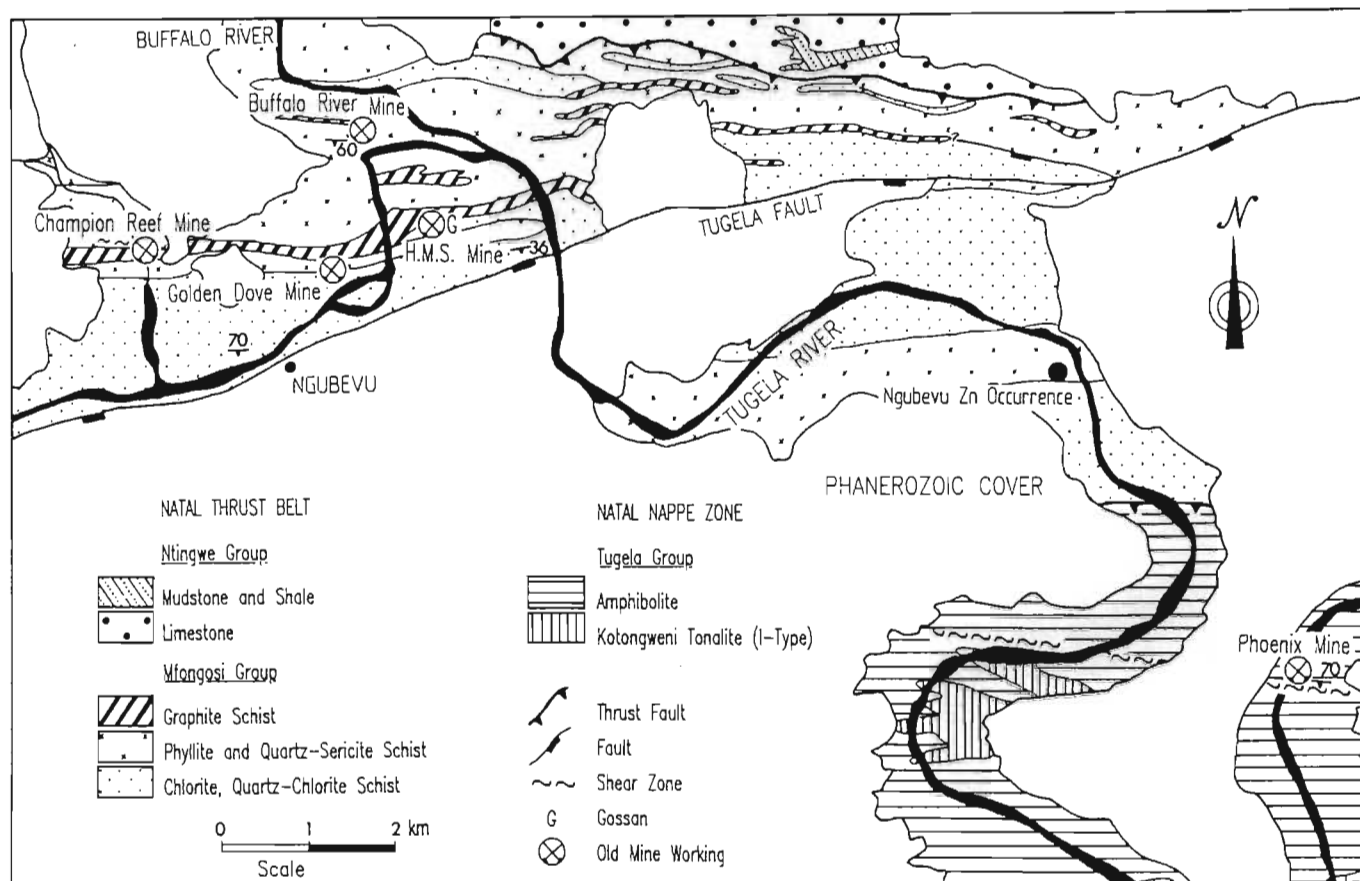 BUFFALO RIVER
Buffalo River Mine
60
Champion Reef Mine
G
H.M.S. Mine
36
Golden Dove Mine
70
NGUBEVU
TUGELA FAULT
TUGELA RIVER
N
Ngubevu Zn Occurrence
PHANEROZOIC COVER
Phoenix Mine
70
NATAL THRUST BELT
Ntingwe Group
Mudstone and Shale
Limestone
Mfongosi Group
Graphite Schist
Phyllite and Quartz-Sericite Schist
Chlorite, Quartz-Chlorite Schist
0 1 2 km
Scale
NATAL NAPPE ZONE
Tugela Group
Amphibolite
Kotongweni Tonalite (I-Type)
Thrust Fault
Fault
Shear Zone
G Gossan
Old Mine Working